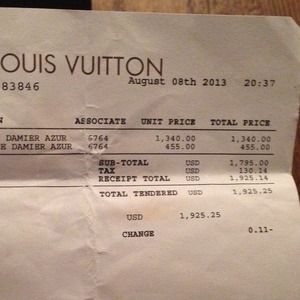 OUIS VUITTON
83846 August 08th 2013 20:37
N ASSOCIATE UNIT PRICE TOTAL PRICE
DAMIER AZUR 6764 1,340.00 1,340.00
E DAMIER AZUR 6764 455.00 455.00
SUB-TOTAL USD 1,795.00
TAX USD 130.14
RECEIPT TOTAL USD 1,925.14
TOTAL TENDERED USD 1,925.25
USD 1,925.25
CHANGE 0.11-